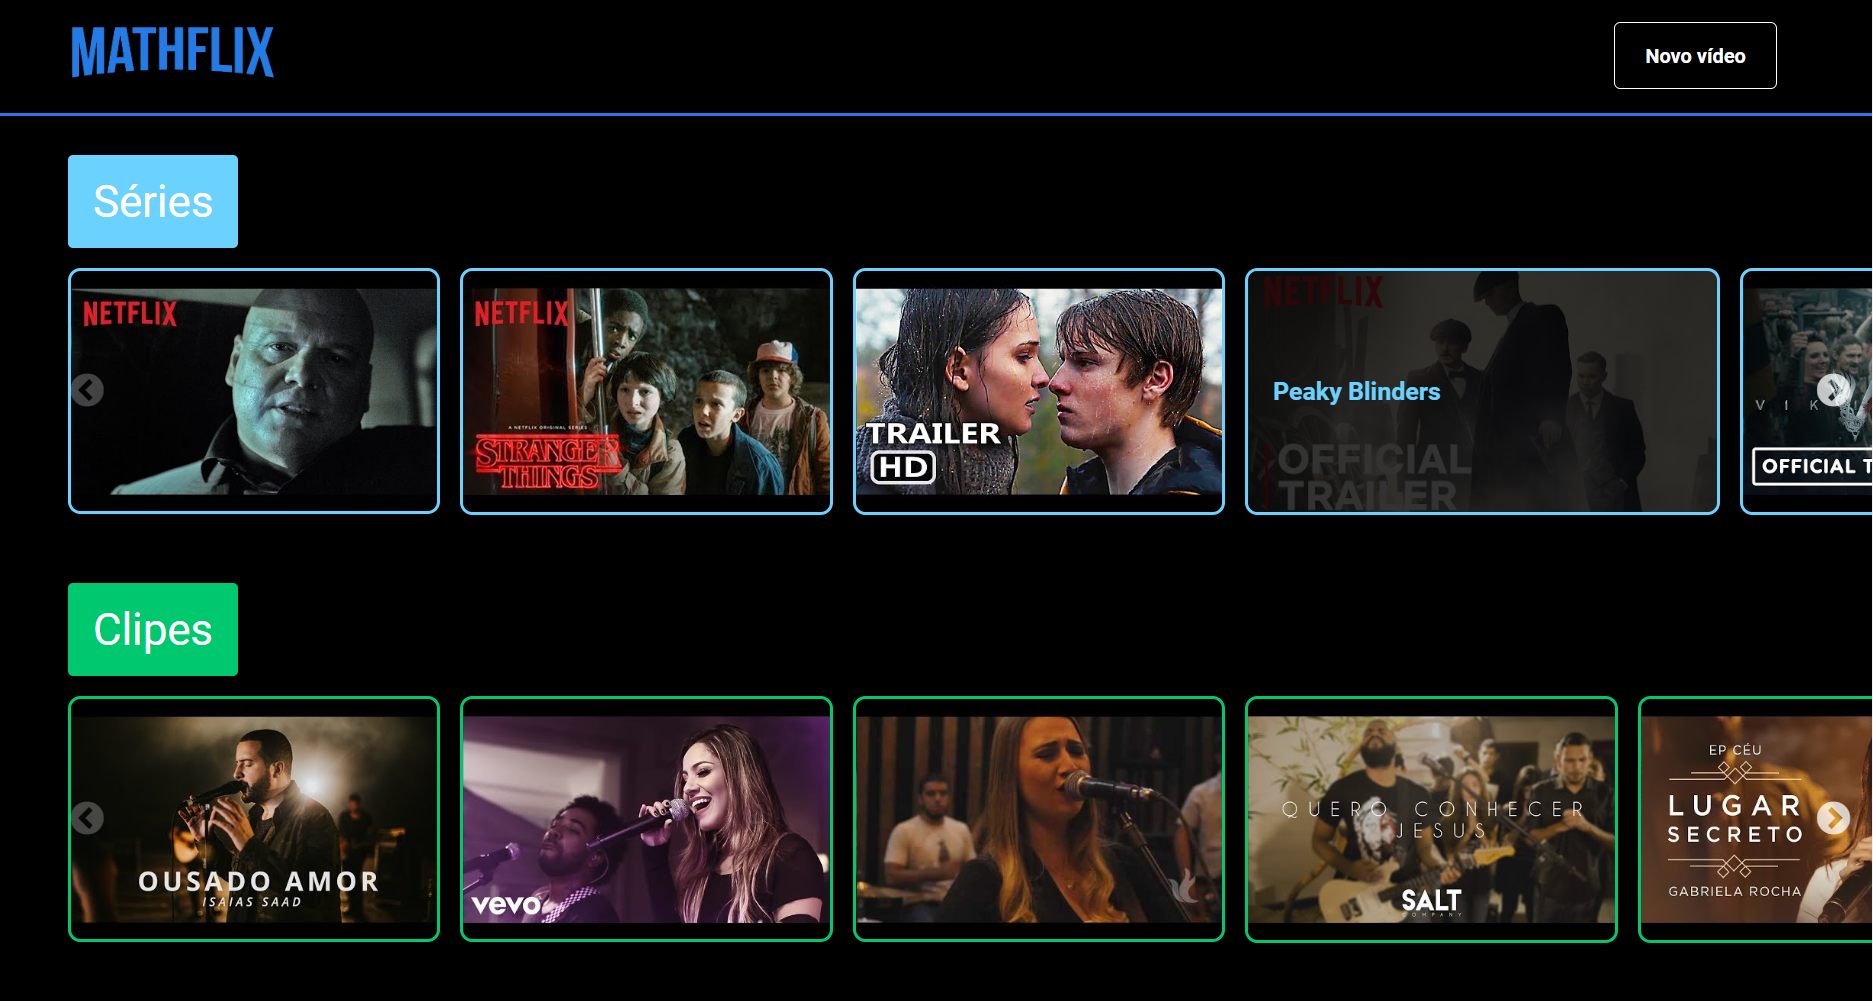 MATHFLIX
Novo vídeo
Séries
NETFLIX
NETFLIX
A NETFLIX ORIGINAL SERIES
STRANGER
THINGS
TRAILER
HD
NETFLIX
Peaky Blinders
OFFICIAL
TRAILER
V I K
OFFICIAL T
Clipes
OUSADO AMOR
ISAIAS SAAD
vevo
QUERO CONHECER
JESUS
SALT
COMPANY
EP CÉU
LUGAR
SECRETO
GABRIELA ROCHA